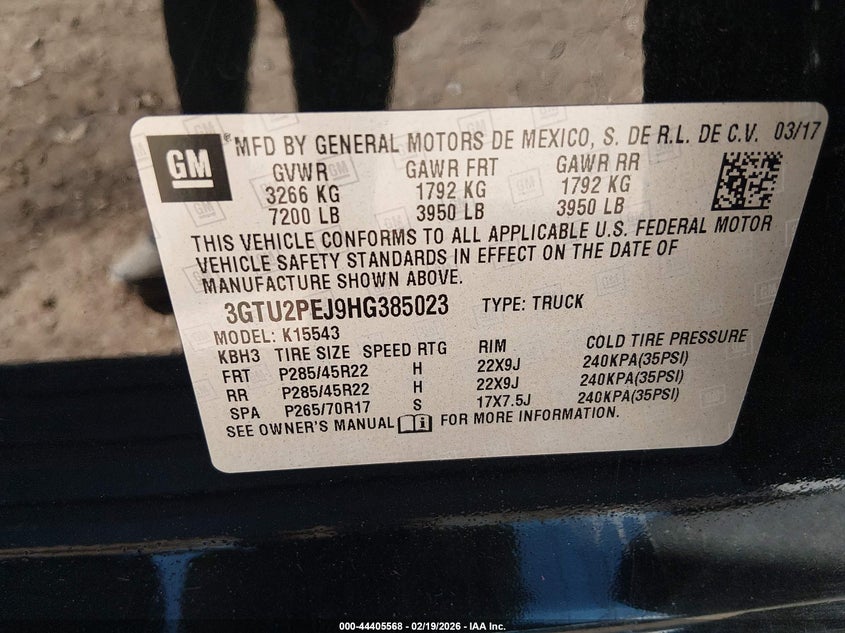 GM ® MFD BY GENERAL MOTORS DE MEXICO, S. DE R.L. DE C.V. 03/17
GVWR GAWR FRT GAWR RR
3266 KG 1792 KG 1792 KG
7200 LB 3950 LB 3950 LB
THIS VEHICLE CONFORMS TO ALL APPLICABLE U.S. FEDERAL MOTOR
VEHICLE SAFETY STANDARDS IN EFFECT ON THE DATE OF
MANUFACTURE SHOWN ABOVE.
3GTU2PEJ9HG385023 TYPE: TRUCK
MODEL: K15543
KBH3 TIRE SIZE SPEED RTG RIM COLD TIRE PRESSURE
FRT P285/45R22 H 22X9J 240KPA(35PSI)
RR P285/45R22 H 22X9J 240KPA(35PSI)
SPA P265/70R17 S 17X7.5J 240KPA(35PSI)
SEE OWNER'S MANUAL FOR MORE INFORMATION.
000-44405568 - 02/19/2026 - IAA Inc.